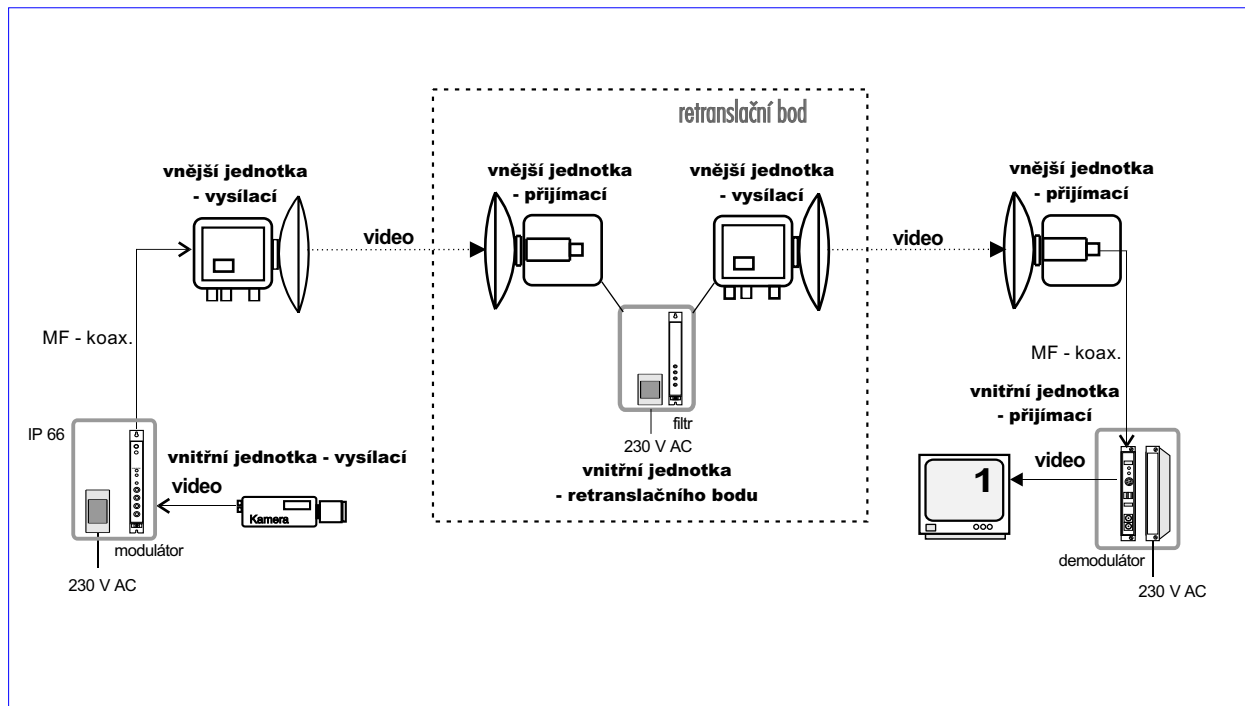 retranslační bod
vnější jednotka
- vysílací
vnější jednotka
- přijímací
vnější jednotka
- vysílací
vnější jednotka
- přijímací
video
video
MF - koax.
MF - koax.
IP 66
vnitřní jednotka - vysílací
video
Kamera
modulátor
230 V AC
filtr
230 V AC
vnitřní jednotka
- retranslačního bodu
vnitřní jednotka
- přijímací
video
1
demodulátor
230 V AC